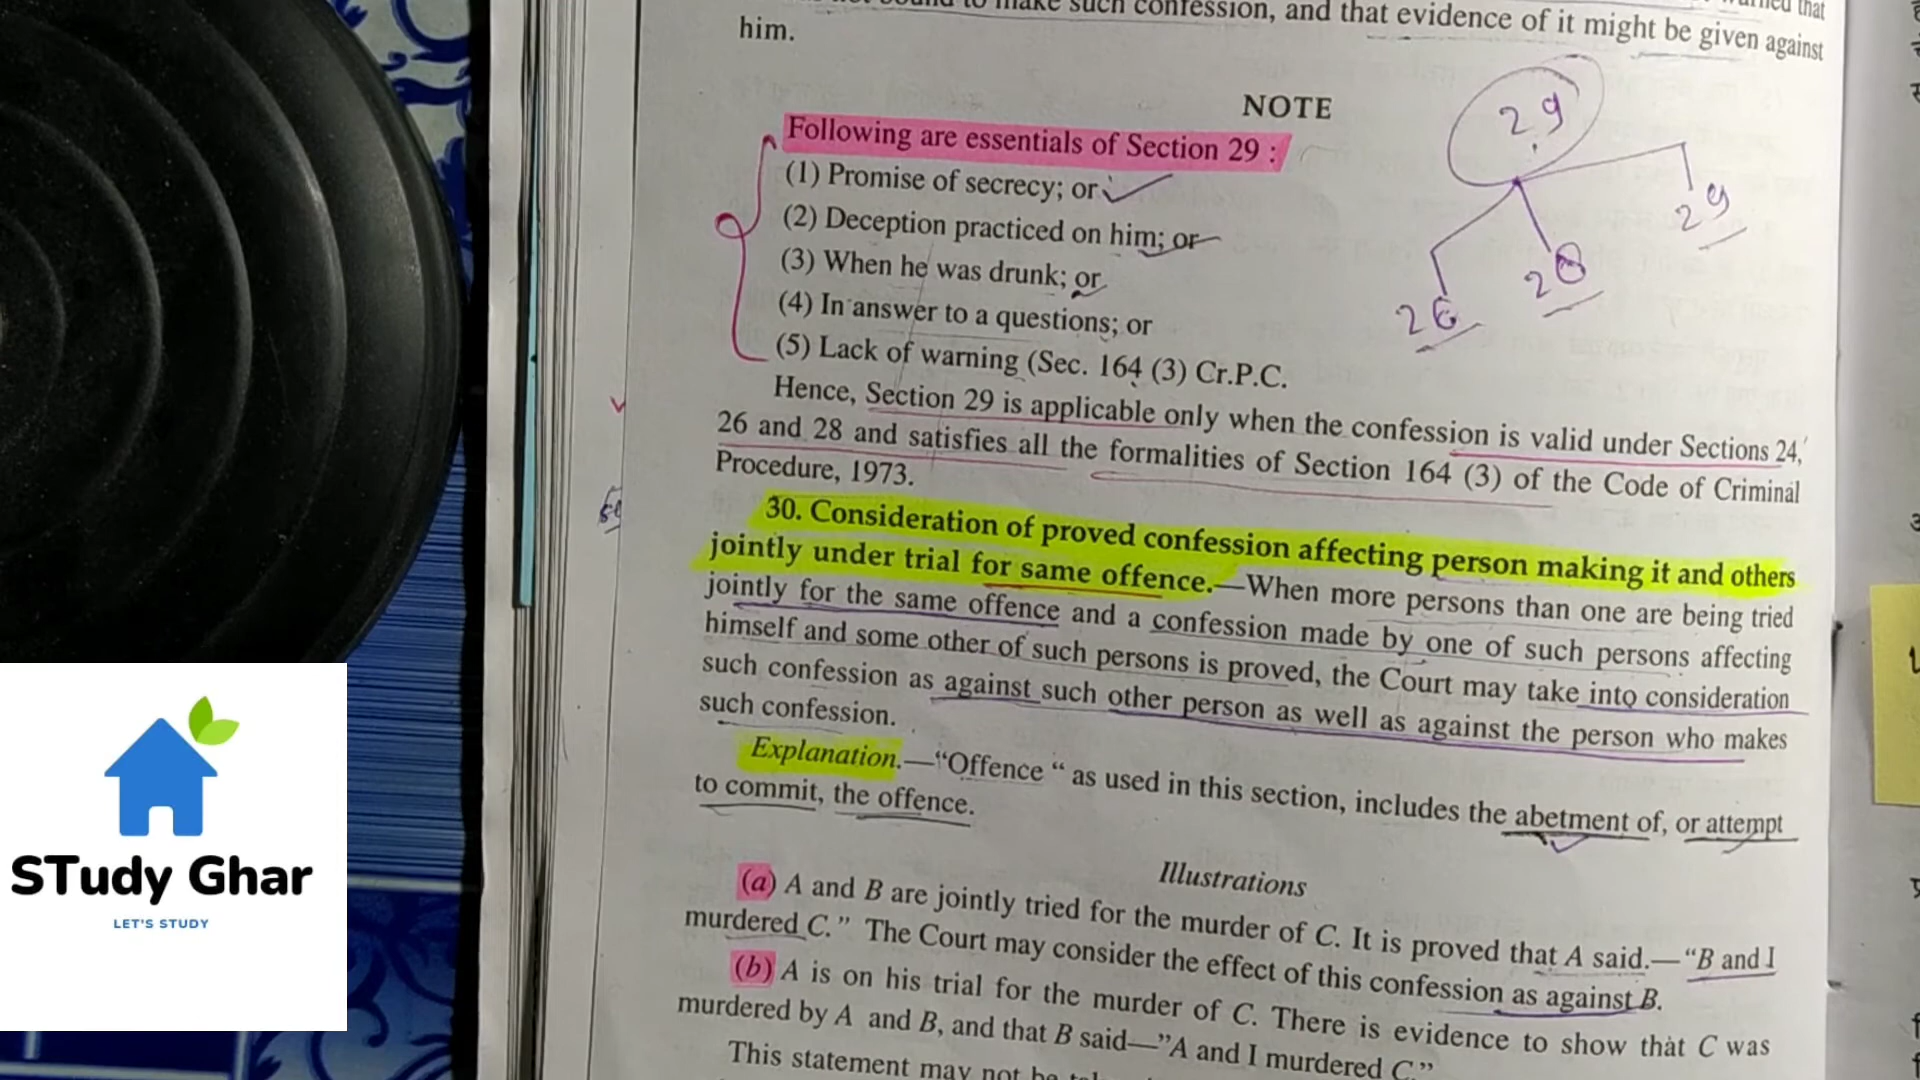 such confession, and that evidence of it might be given against
him.
NOTE
Following are essentials of Section 29 :
(1) Promise of secrecy; or
(2) Deception practiced on him; or
(3) When he was drunk; or
(4) In answer to a questions; or
(5) Lack of warning (Sec. 164 (3) Cr.P.C.
29
26
28
29
Hence, Section 29 is applicable only when the confession is valid under Sections 24,
26 and 28 and satisfies all the formalities of Section 164 (3) of the Code of Criminal
Procedure, 1973.
30. Consideration of proved confession affecting person making it and others
jointly under trial for same offence.—When more persons than one are being tried
jointly for the same offence and a confession made by one of such persons affecting
himself and some other of such persons is proved, the Court may take into consideration
such confession as against such other person as well as against the person who makes
such confession.
Explanation.—“Offence “ as used in this section, includes the abetment of, or attempt
to commit, the offence.
Illustrations
(a) A and B are jointly tried for the murder of C. It is proved that A said.—“B and I
murdered C.” The Court may consider the effect of this confession as against B.
(b) A is on his trial for the murder of C. There is evidence to show that C was
murdered by A and B, and that B said—”A and I murdered C.”
This statement may not be
STudy Ghar
LET'S STUDY